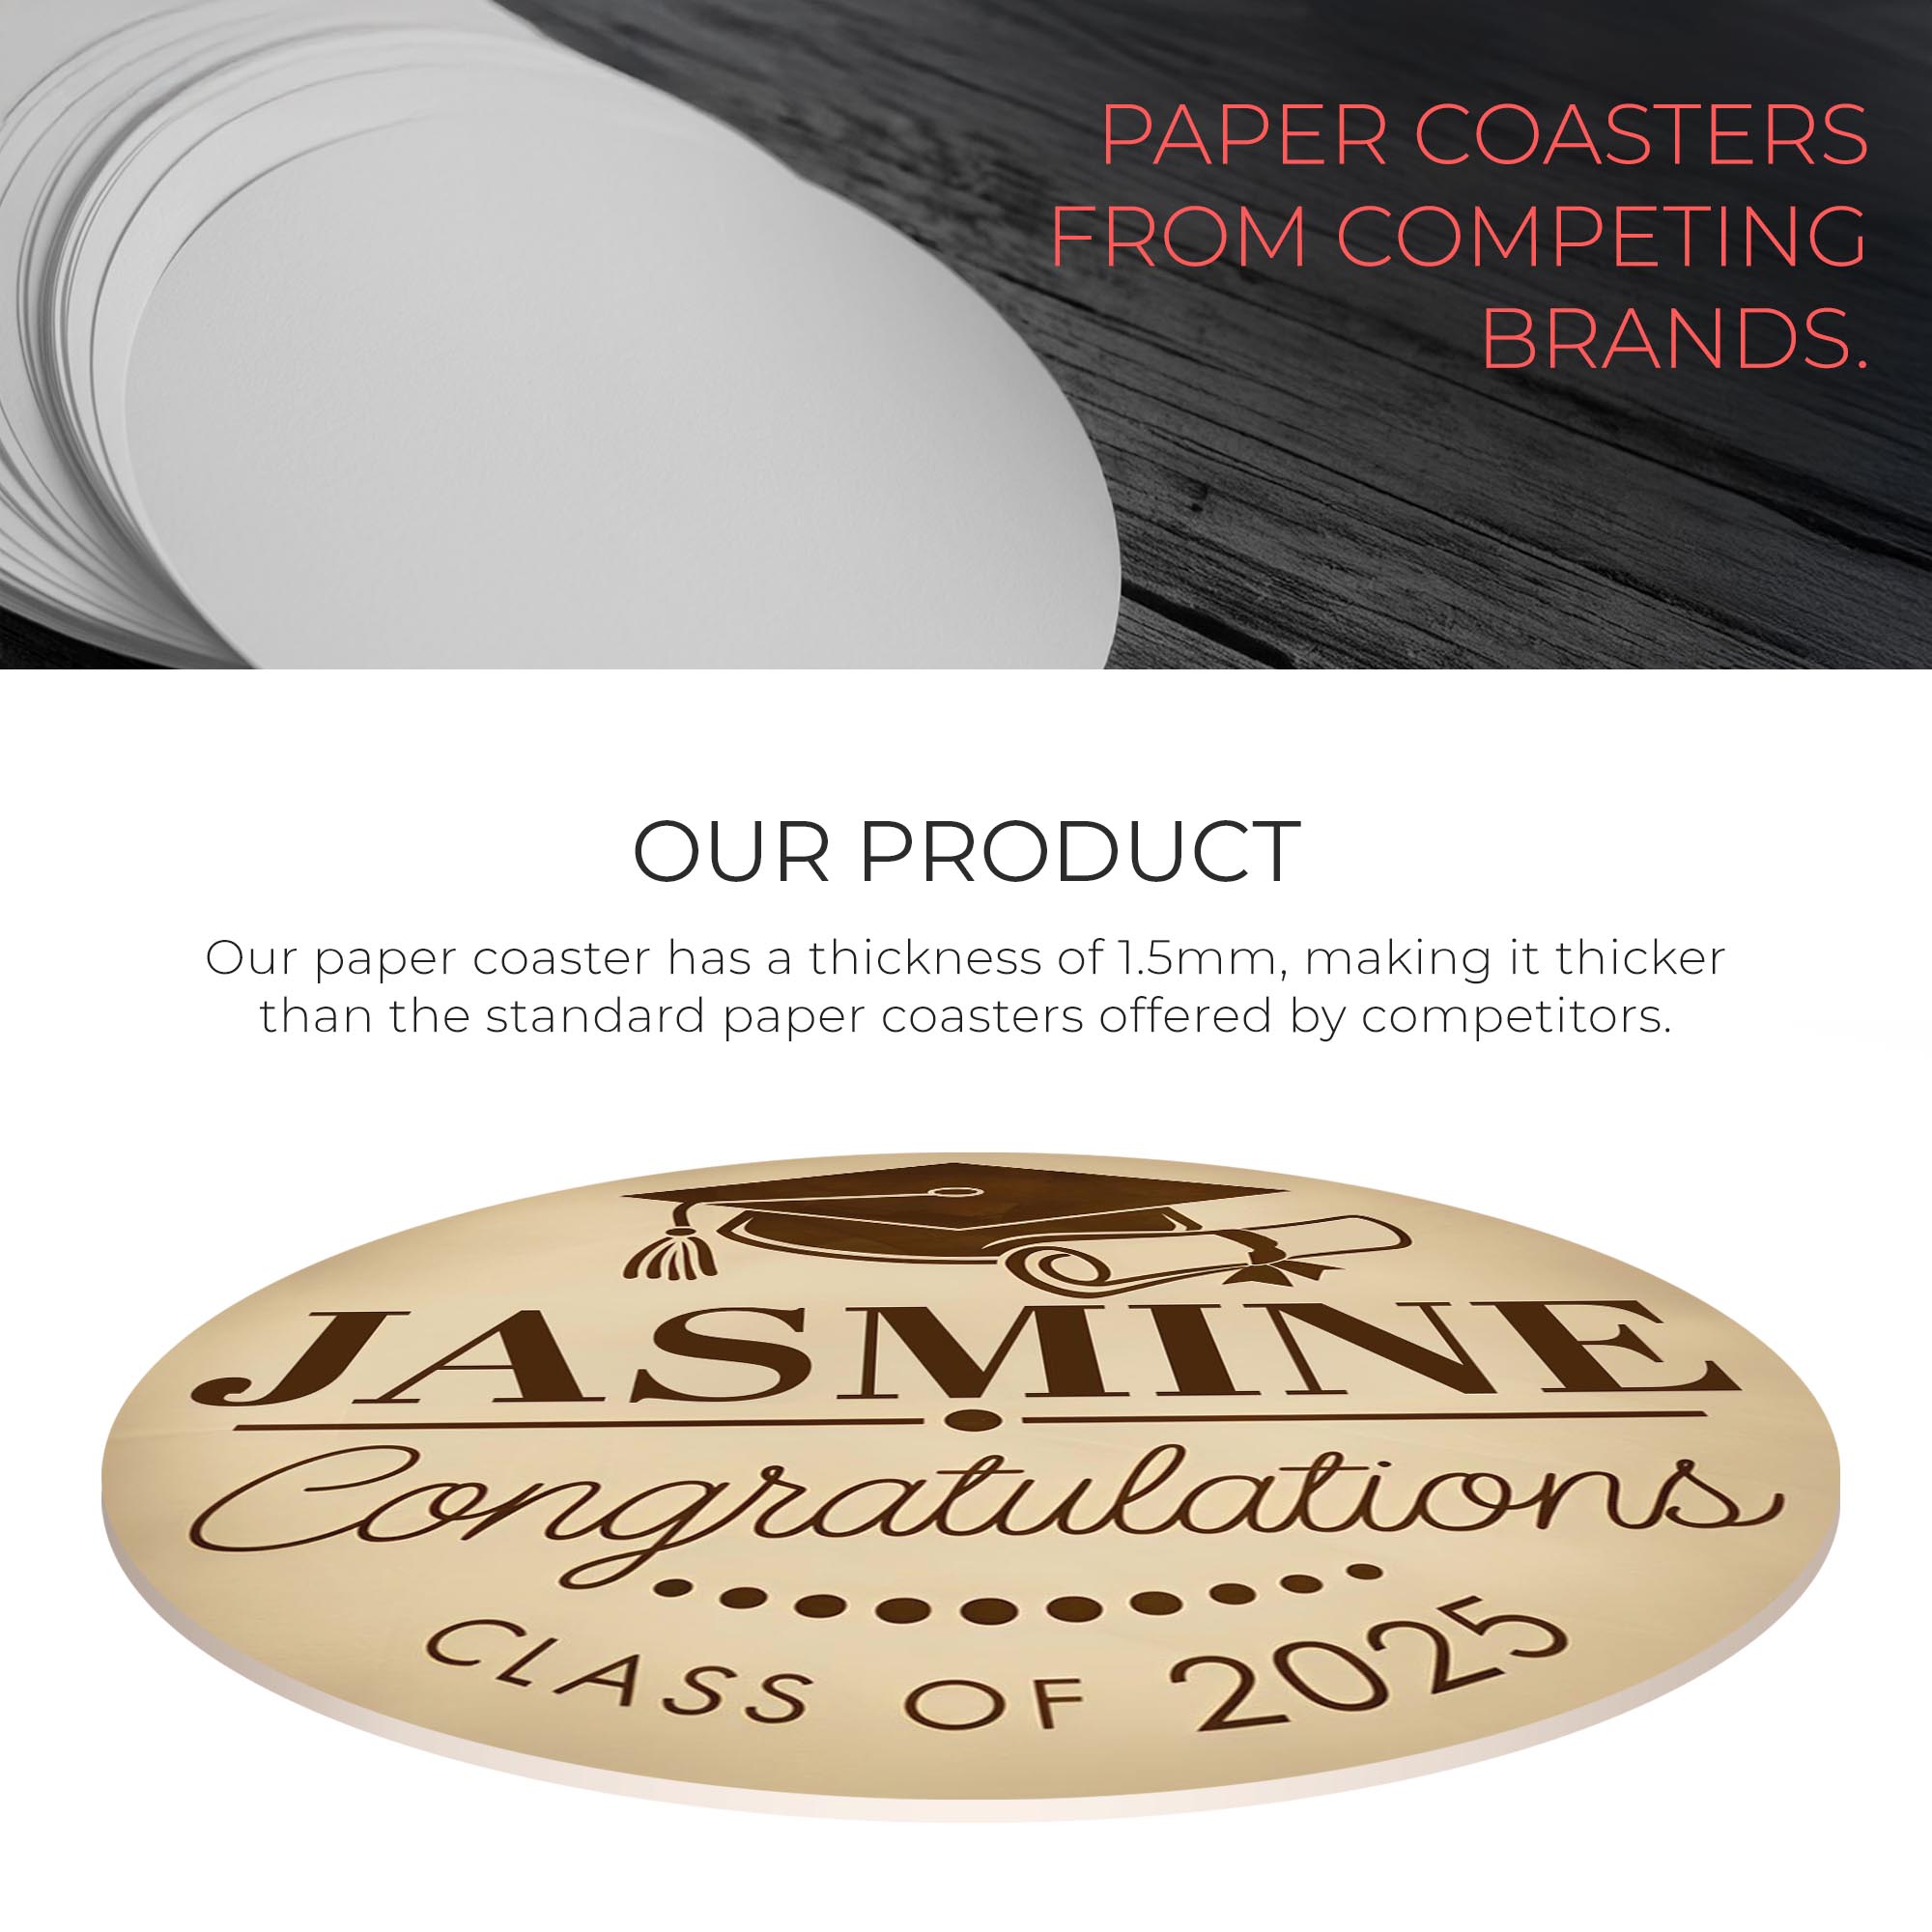 PAPER COASTERS
FROM COMPETING
BRANDS.
OUR PRODUCT
Our paper coaster has a thickness of 1.5mm, making it thicker
than the standard paper coasters offered by competitors.
JASMINE
Congratulations
CLASS OF 2025